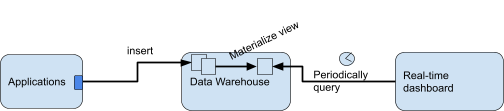 Applications
insert
Materialize view
Data Warehouse
Periodically
query
Real-time
dashboard